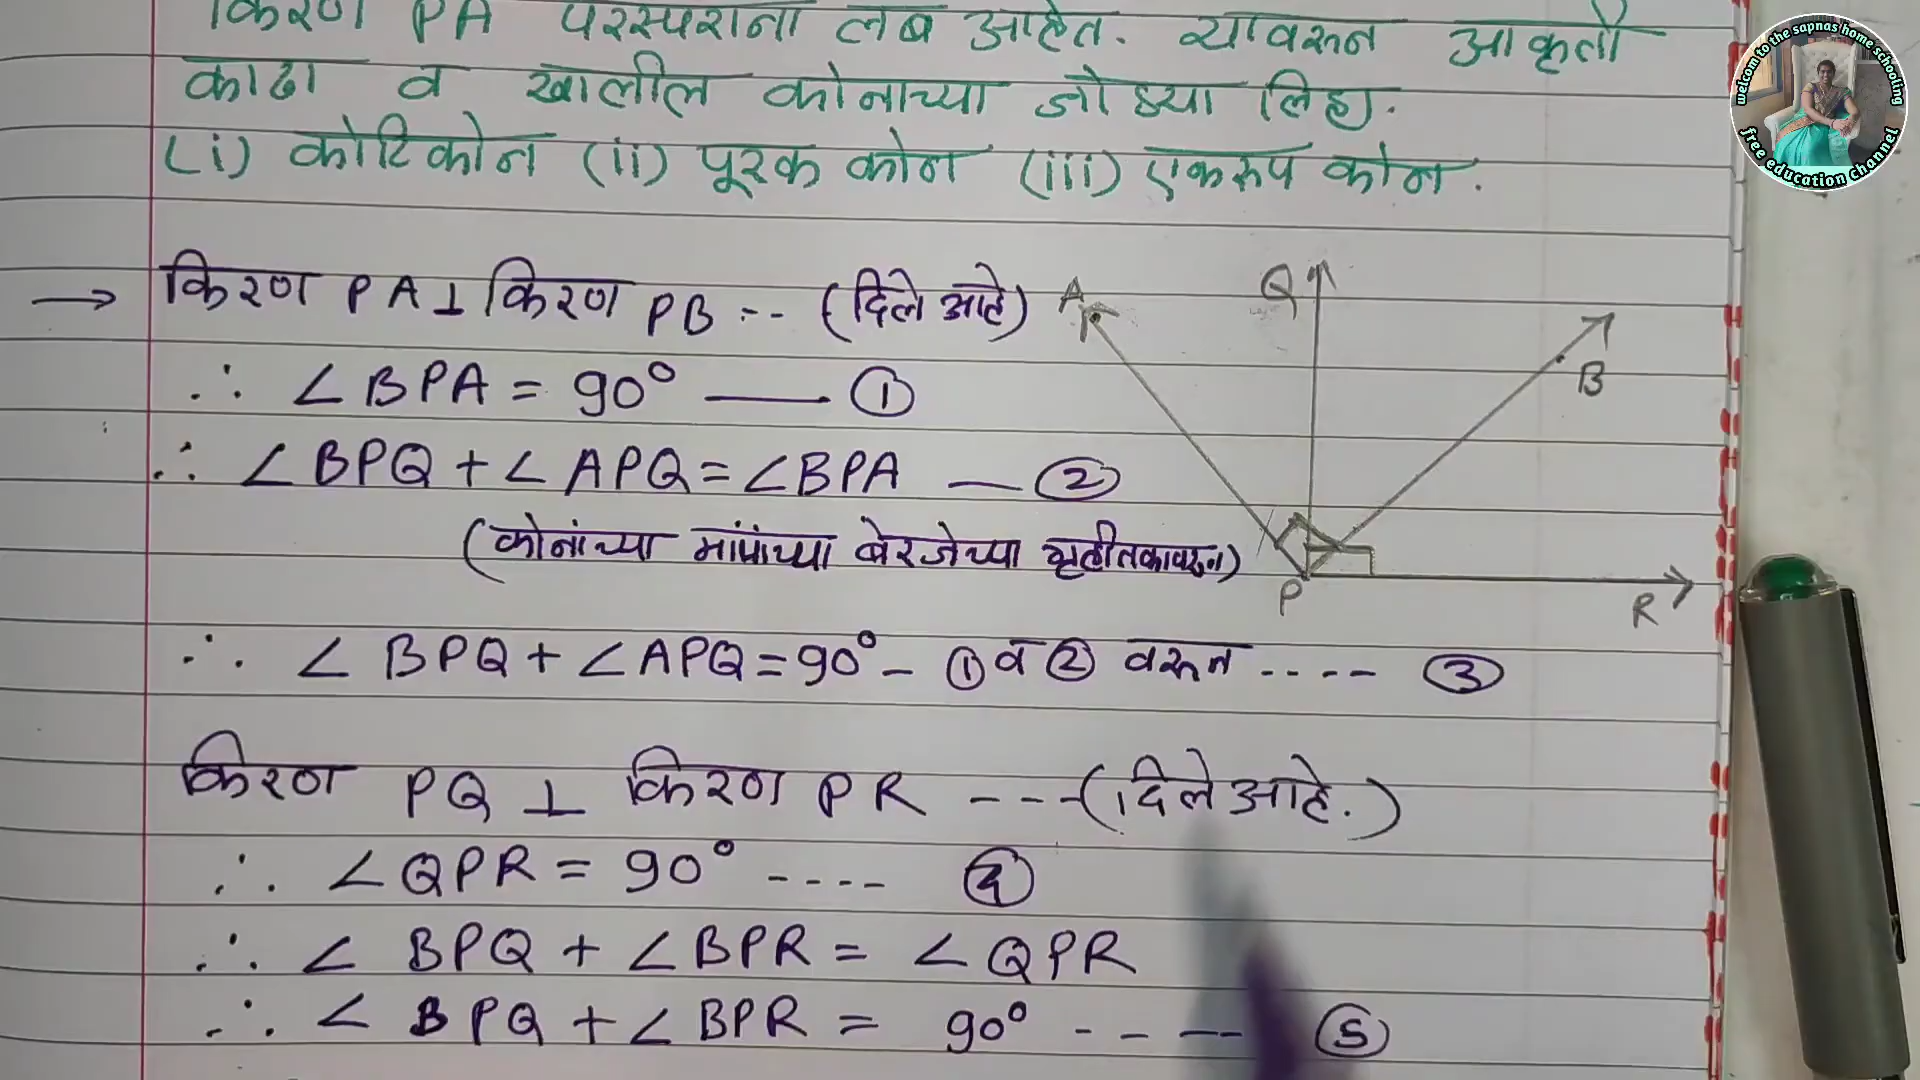 किरण PA परस्परांना लंब आहेत. यावरून आकृती
काढा व खालील कोनाच्या जोड्या लिहा.
(i) कोटिकोन (ii) पूरक कोन (iii) एकरूप कोन.
→ किरण PA ⊥ किरण PB --- (दिले आहे)
∴ ∠BPA = 90° —— ①
∴ ∠BPQ + ∠APQ = ∠BPA — ②
(कोनांच्या मापांच्या बेरजेच्या गृहीतकावरून)
∴ ∠BPQ + ∠APQ = 90° – ① व ② वरून ---- ③
किरण PQ ⊥ किरण PR --- (दिले आहे.)
∴ ∠QPR = 90° ---- ④
∴ ∠BPQ + ∠BPR = ∠QPR
∴ ∠BPQ + ∠BPR = 90° ---- ⑤
A
Q
B
P
R
welcom to the sapnas home schooling
free education channel